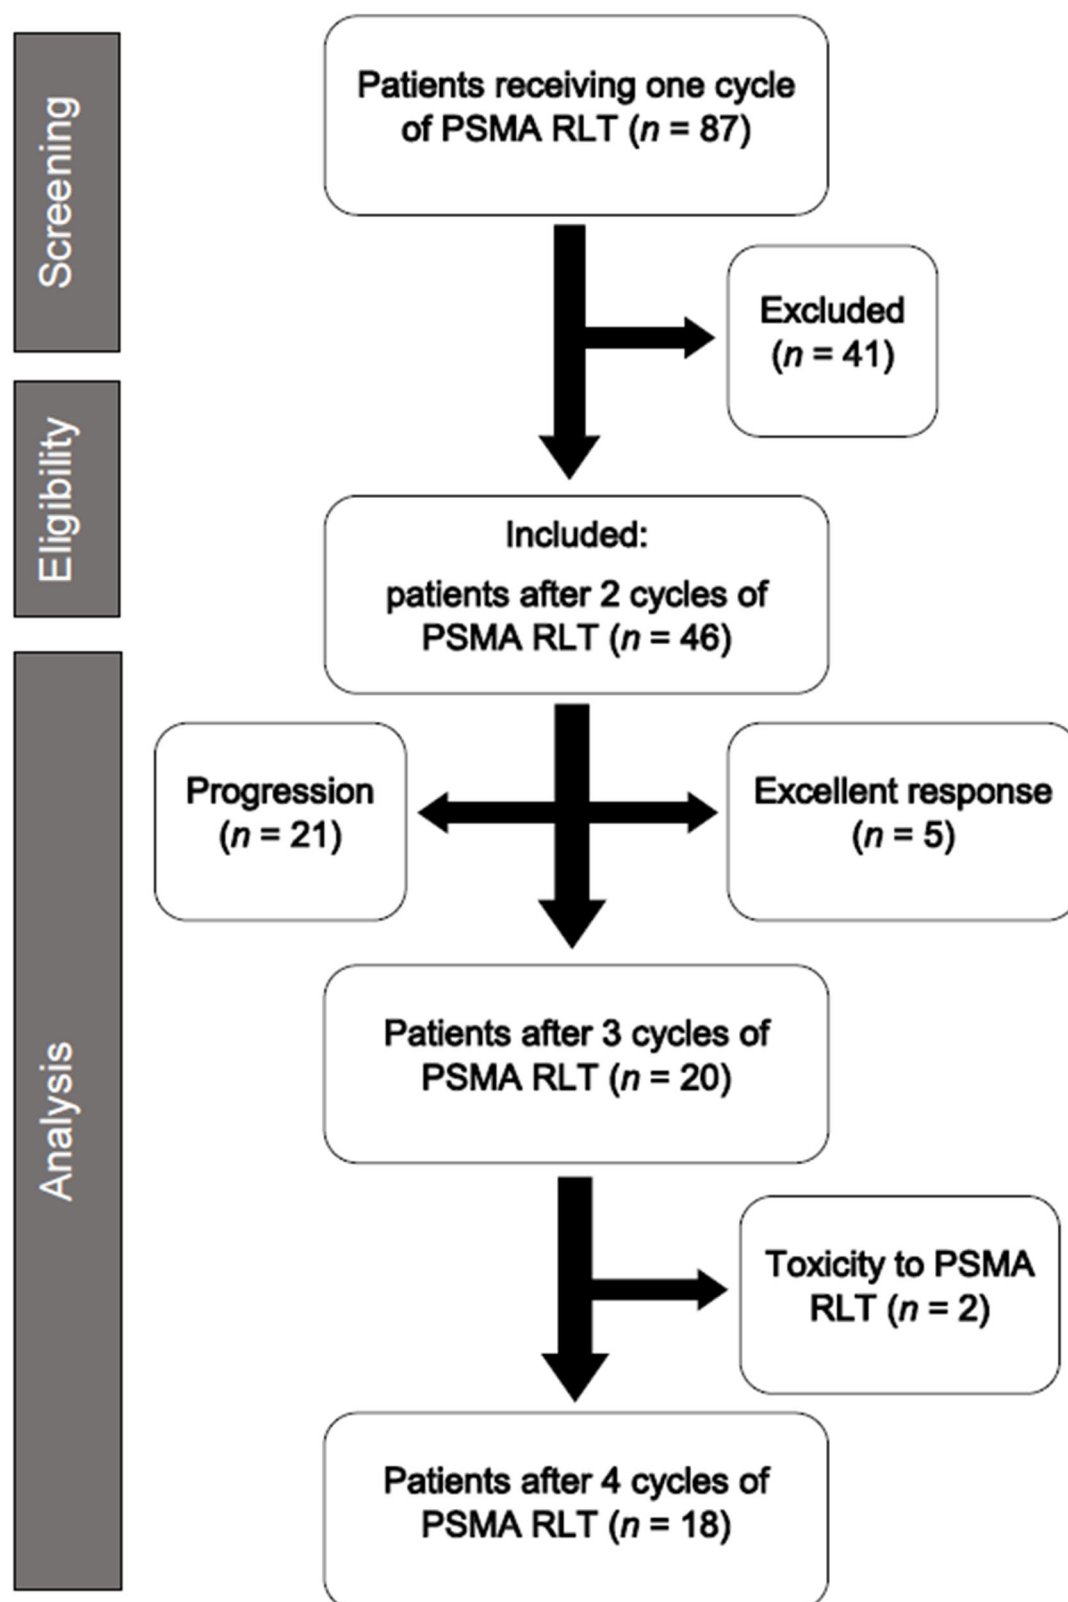 Screening
Patients receiving one cycle
of PSMA RLT (n = 87)
Excluded
(n = 41)
Eligibility
Included:
patients after 2 cycles of
PSMA RLT (n = 46)
Analysis
Progression
(n = 21)
Excellent response
(n = 5)
Patients after 3 cycles of
PSMA RLT (n = 20)
Toxicity to PSMA
RLT (n = 2)
Patients after 4 cycles of
PSMA RLT (n = 18)